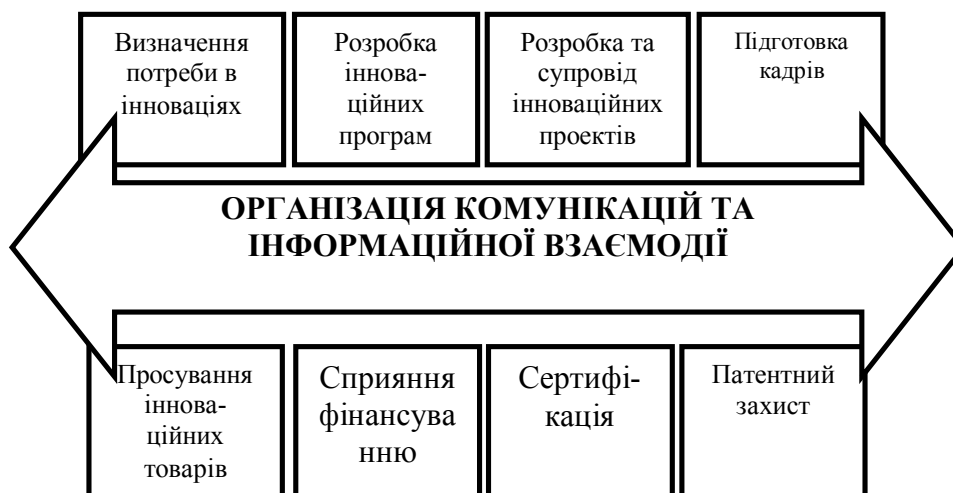 Визначення
потреби в
інноваціях
Розробка
іннова-
ційних
програм
Розробка та
супровід
інноваційних
проектів
Підготовка
кадрів
ОРГАНІЗАЦІЯ КОМУНІКАЦІЙ ТА
ІНФОРМАЦІЙНОЇ ВЗАЄМОДІЇ
Просування
іннова-
ційних
товарів
Сприяння
фінансува
нню
Сертифі-
кація
Патентний
захист